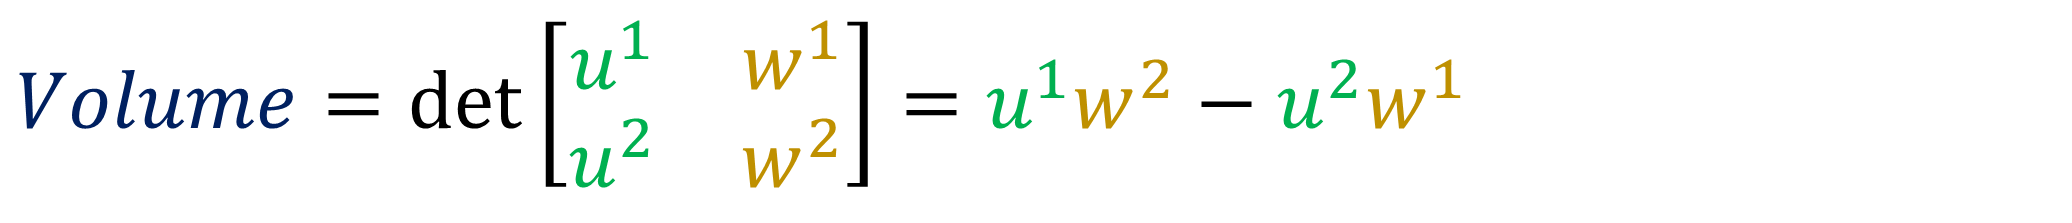 Volume = det [u¹ w¹ u² w²] = u¹w² − u²w¹